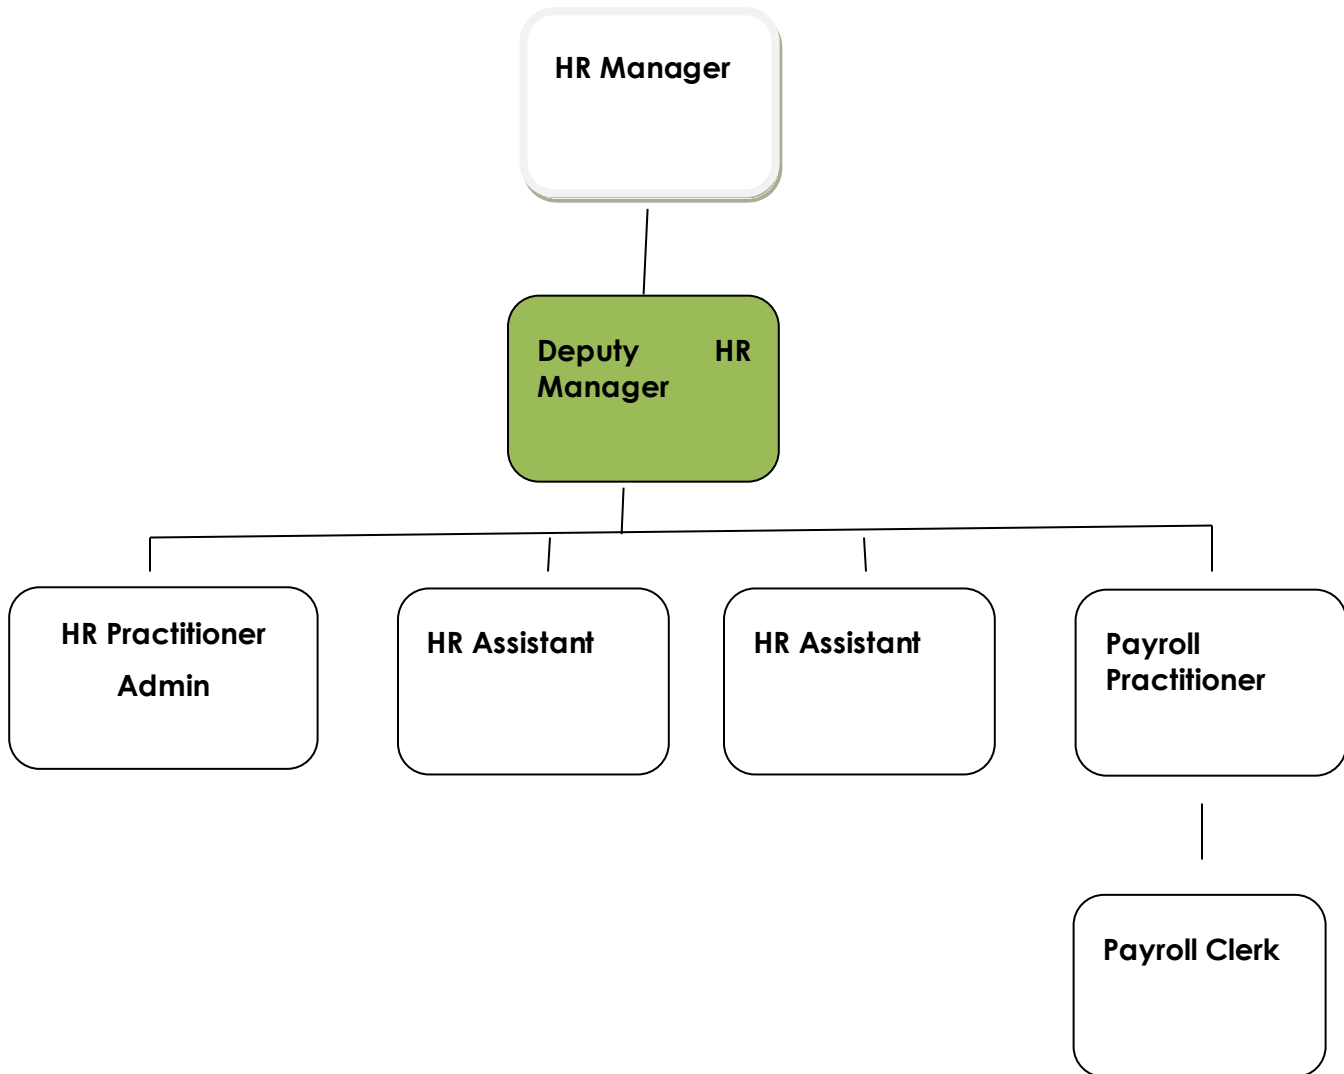 HR Manager
Deputy HR
Manager
HR Practitioner
Admin
HR Assistant
HR Assistant
Payroll
Practitioner
Payroll Clerk